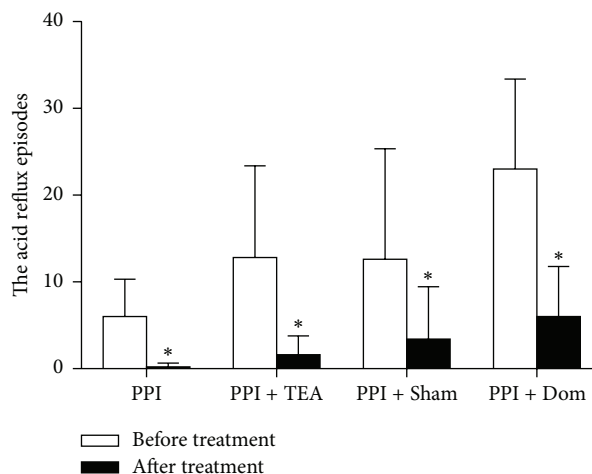 The acid reflux episodes
40
30
20
10
0
*
*
*
*
PPI
PPI + TEA
PPI + Sham
PPI + Dom
Before treatment
After treatment